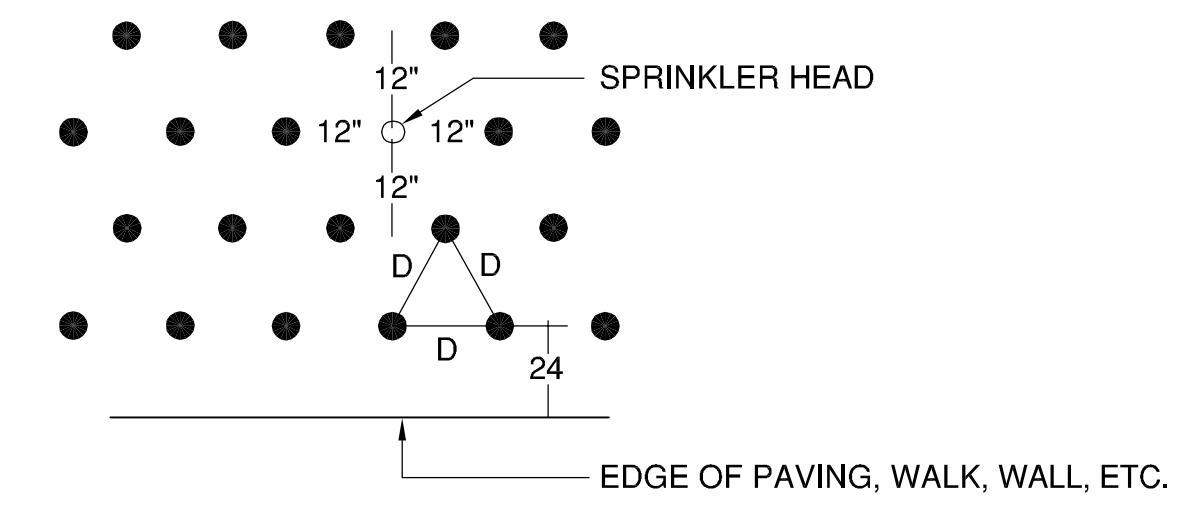 12"
SPRINKLER HEAD
12" 12"
12"
D D
D
24
EDGE OF PAVING, WALK, WALL, ETC.